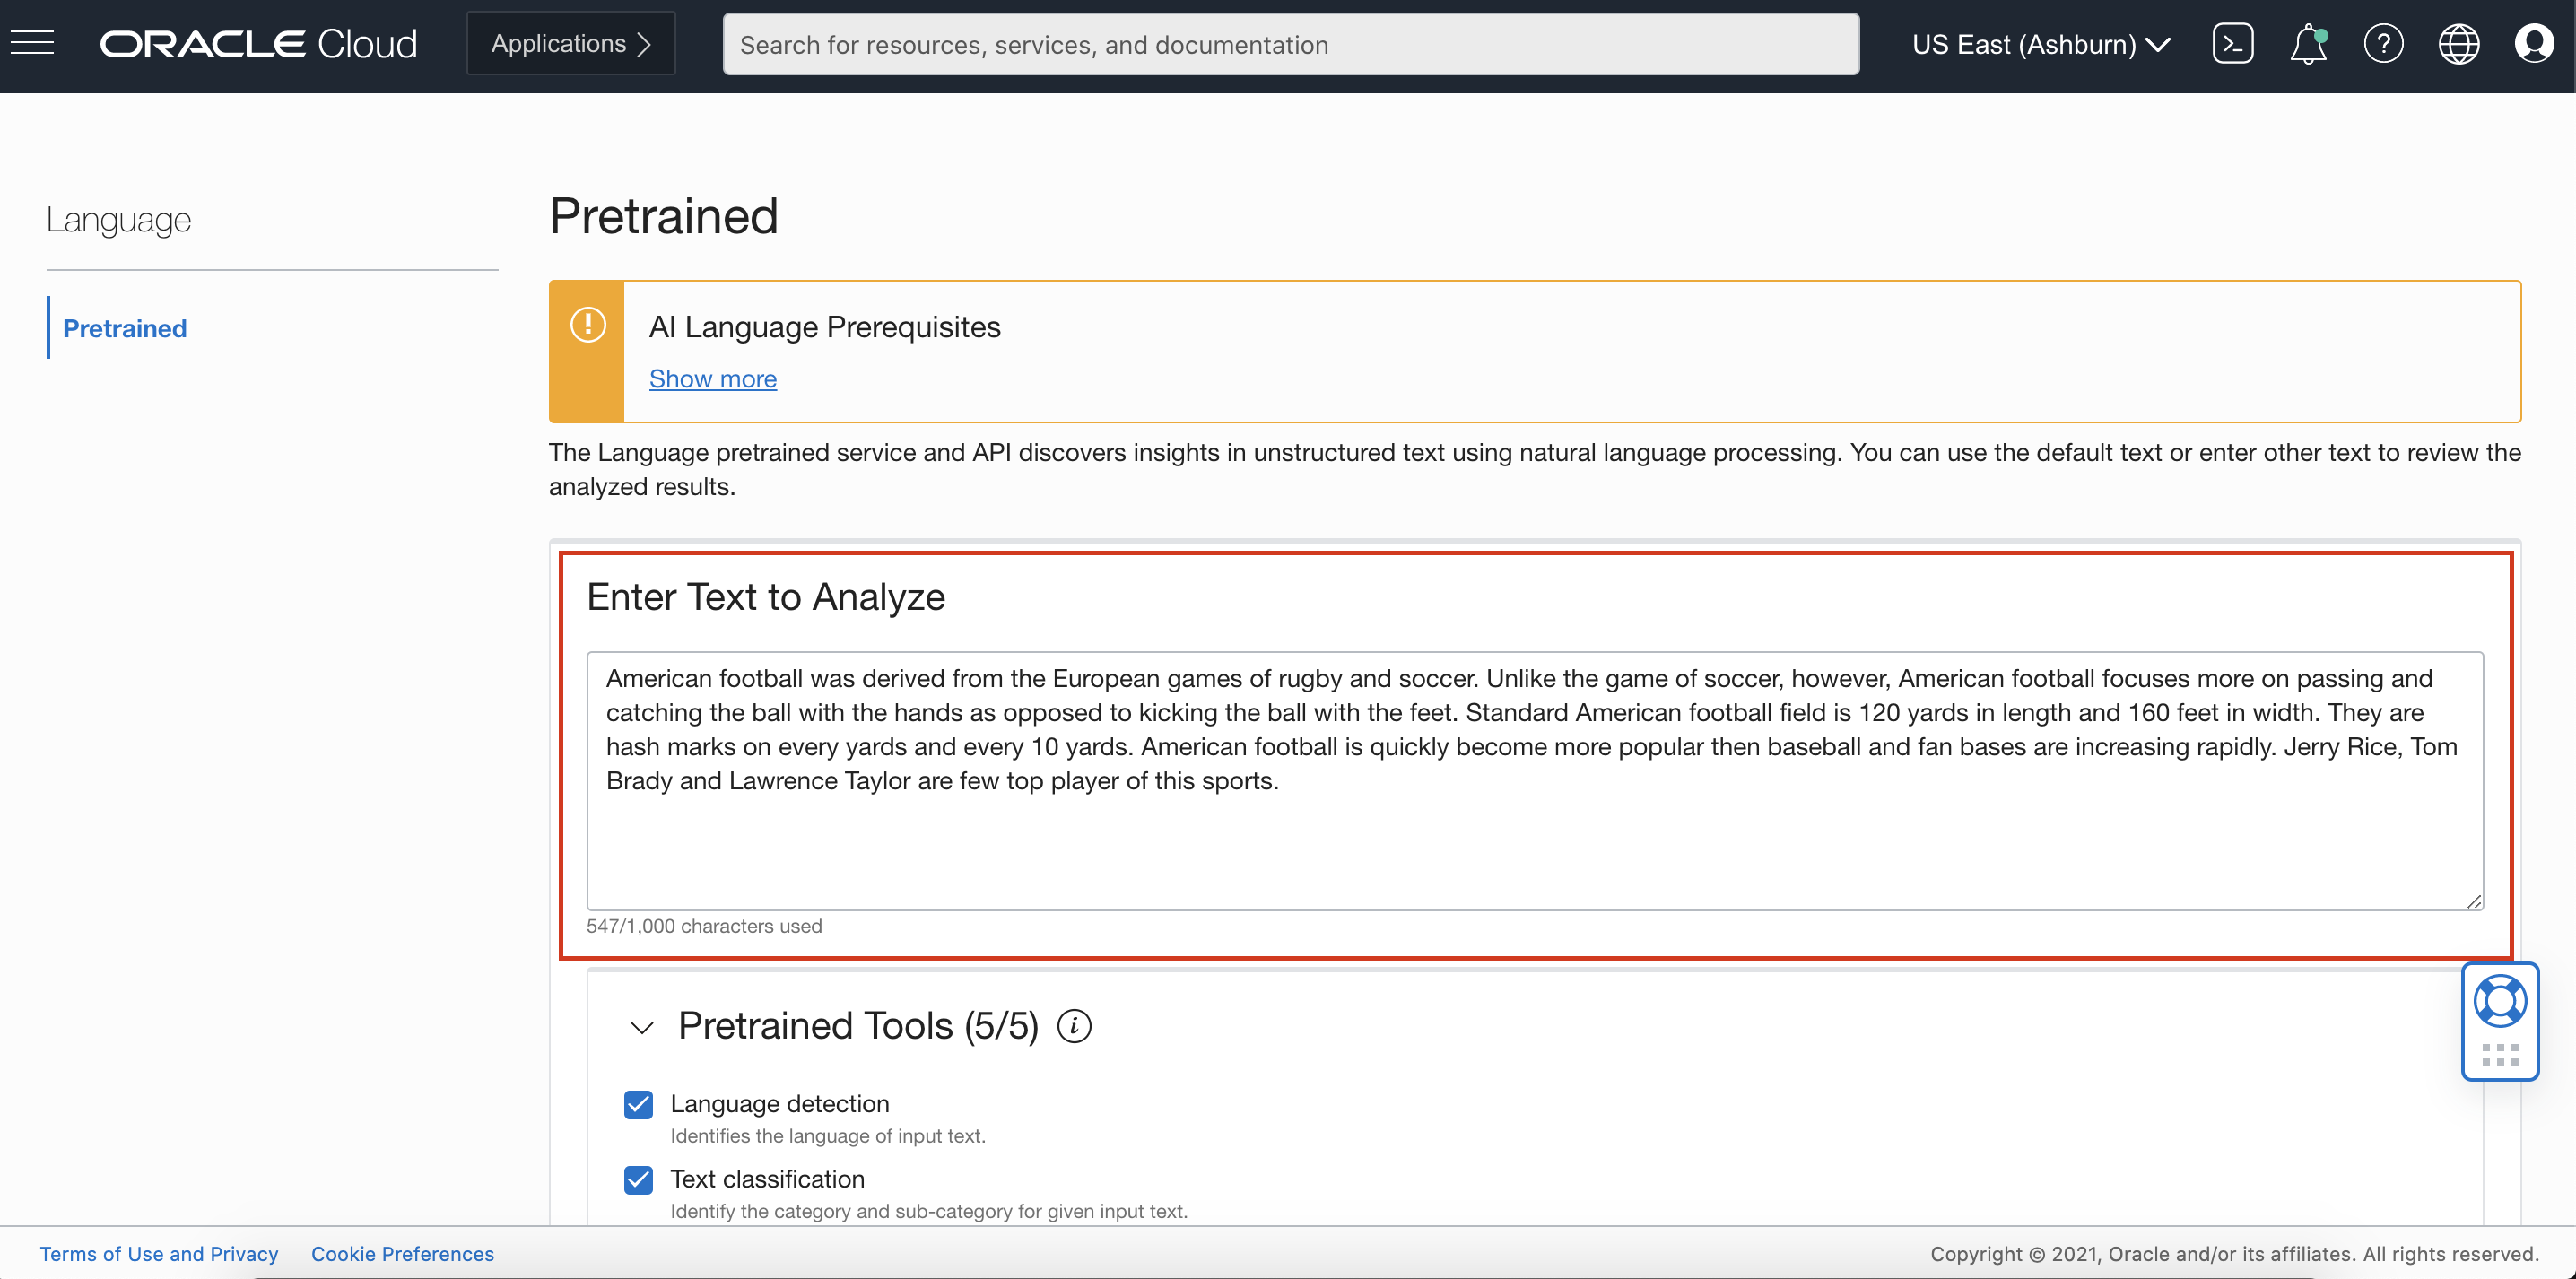 ORACLE Cloud
Applications
Search for resources, services, and documentation
US East (Ashburn)
Language
Pretrained
Pretrained
AI Language Prerequisites
Show more
The Language pretrained service and API discovers insights in unstructured text using natural language processing. You can use the default text or enter other text to review the
analyzed results.
Enter Text to Analyze
American football was derived from the European games of rugby and soccer. Unlike the game of soccer, however, American football focuses more on passing and
catching the ball with the hands as opposed to kicking the ball with the feet. Standard American football field is 120 yards in length and 160 feet in width. They are
hash marks on every yards and every 10 yards. American football is quickly become more popular then baseball and fan bases are increasing rapidly. Jerry Rice, Tom
Brady and Lawrence Taylor are few top player of this sports.
547/1,000 characters used
Pretrained Tools (5/5)
Language detection
Identifies the language of input text.
Text classification
Identify the category and sub-category for given input text.
Terms of Use and Privacy
Cookie Preferences
Copyright © 2021, Oracle and/or its affiliates. All rights reserved.